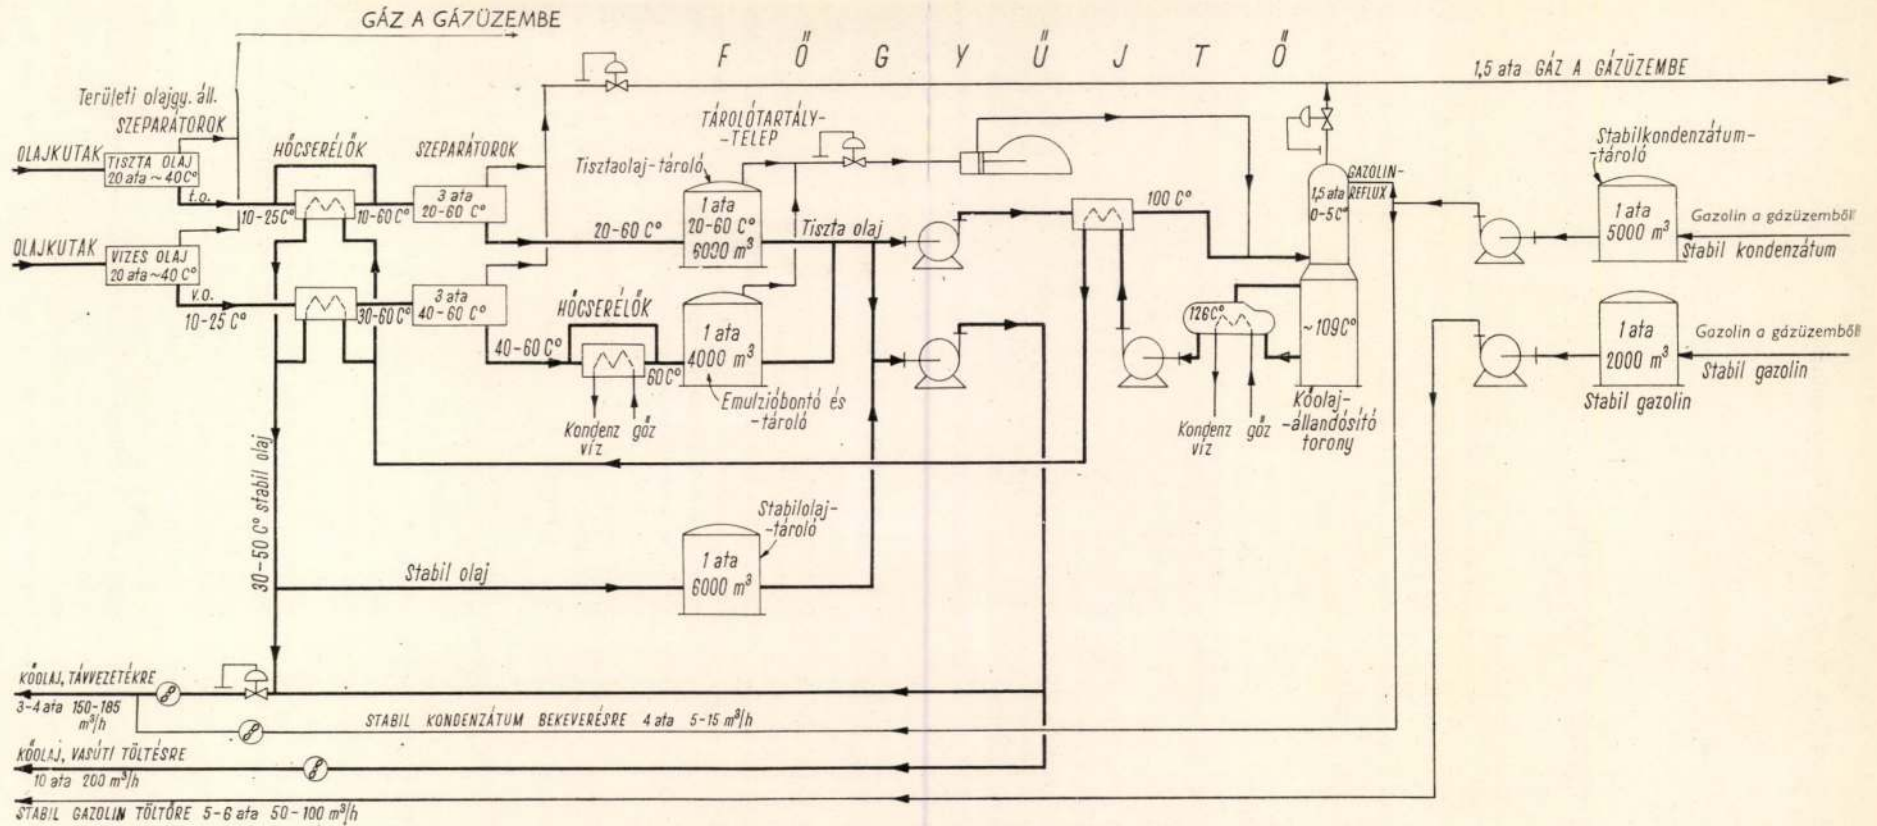 GÁZ A GÁZÜZEMBE
FŐGYŰJTŐ
1,5 ata GÁZ A GÁZÜZEMBE
Területi olajgy. áll.
SZEPARÁTOROK
OLAJKUTAK
TISZTA OLAJ
20 ata ~ 40 C°
t.o.
10-25 C°
HŐCSERÉLŐK
10-60 C°
SZEPARÁTOROK
3 ata
20-60 C°
20-60 C°
OLAJKUTAK
VIZES OLAJ
20 ata ~ 40 C°
v.o.
10-25 C°
30-60 C°
3 ata
40-60 C°
40-60 C°
HŐCSERÉLŐK
60 C°
Kondenz
víz
gőz
TÁROLÓTARTÁLY-
-TELEP
Tisztaolaj-tároló
1 ata
20-60 C°
6000 m³
Tiszta olaj
1 ata
4000 m³
Emulzióbontó és
-tároló
100 C°
126 C°
Kondenz
víz
gőz
GAZOLIN-
REFLUX
1,5 ata
0-5 C°
~109 C°
Kőolaj-
-állandósító
torony
Stabilkondenzátum-
-tároló
1 ata
5000 m³
Gazolin a gázüzemből
Stabil kondenzátum
1 ata
2000 m³
Gazolin a gázüzemből
Stabil gazolin
Stabil gazolin
30-50 C° stabil olaj
Stabil olaj
Stabilolaj-
-tároló
1 ata
6000 m³
KŐOLAJ, TÁVVEZETÉKRE
3-4 ata 150-185
m³/h
STABIL KONDENZÁTUM BEKEVERÉSRE 4 ata 5-15 m³/h
KŐOLAJ, VASÚTI TÖLTÉSRE
10 ata 200 m³/h
STABIL GAZOLIN TÖLTŐRE 5-6 ata 50-100 m³/h